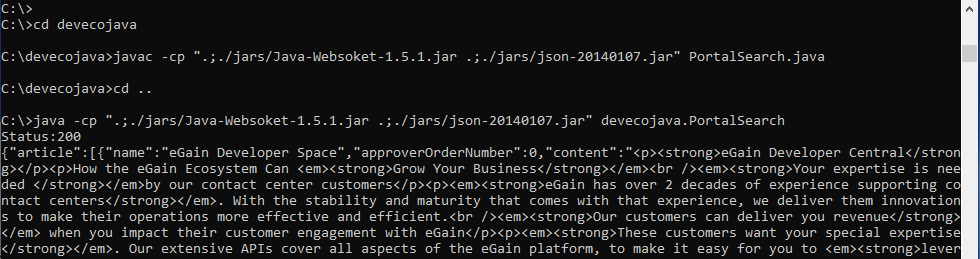 C:\>
C:\>cd devecojava
C:\devecojava>javac -cp ".;./jars/Java-Websoket-1.5.1.jar .;./jars/json-20140107.jar" PortalSearch.java
C:\devecojava>cd ..
C:\>java -cp ".;./jars/Java-Websoket-1.5.1.jar .;./jars/json-20140107.jar" devecojava.PortalSearch
Status:200
{"article":[{"name":"eGain Developer Space","approverOrderNumber":0,"content":"<p><strong>eGain Developer Central</stron
g></p><p>How the eGain Ecosystem Can <em><strong>Grow Your Business</strong></em><br /><em><strong>Your expertise is nee
ded </strong></em>by our contact center customers</p><p><em><strong>eGain has over 2 decades of experience supporting co
ntact centers</strong></em>. With the stability and maturity that comes with that experience, we deliver them innovation
s to make their operations more effective and efficient.<br /><em><strong>Our customers can deliver you revenue</strong>
</em> when you impact their customer engagement with eGain</p><p><em><strong>These customers want your special expertise
</strong></em>. Our extensive APIs cover all aspects of the eGain platform, to make it easy for you to <em><strong>lever